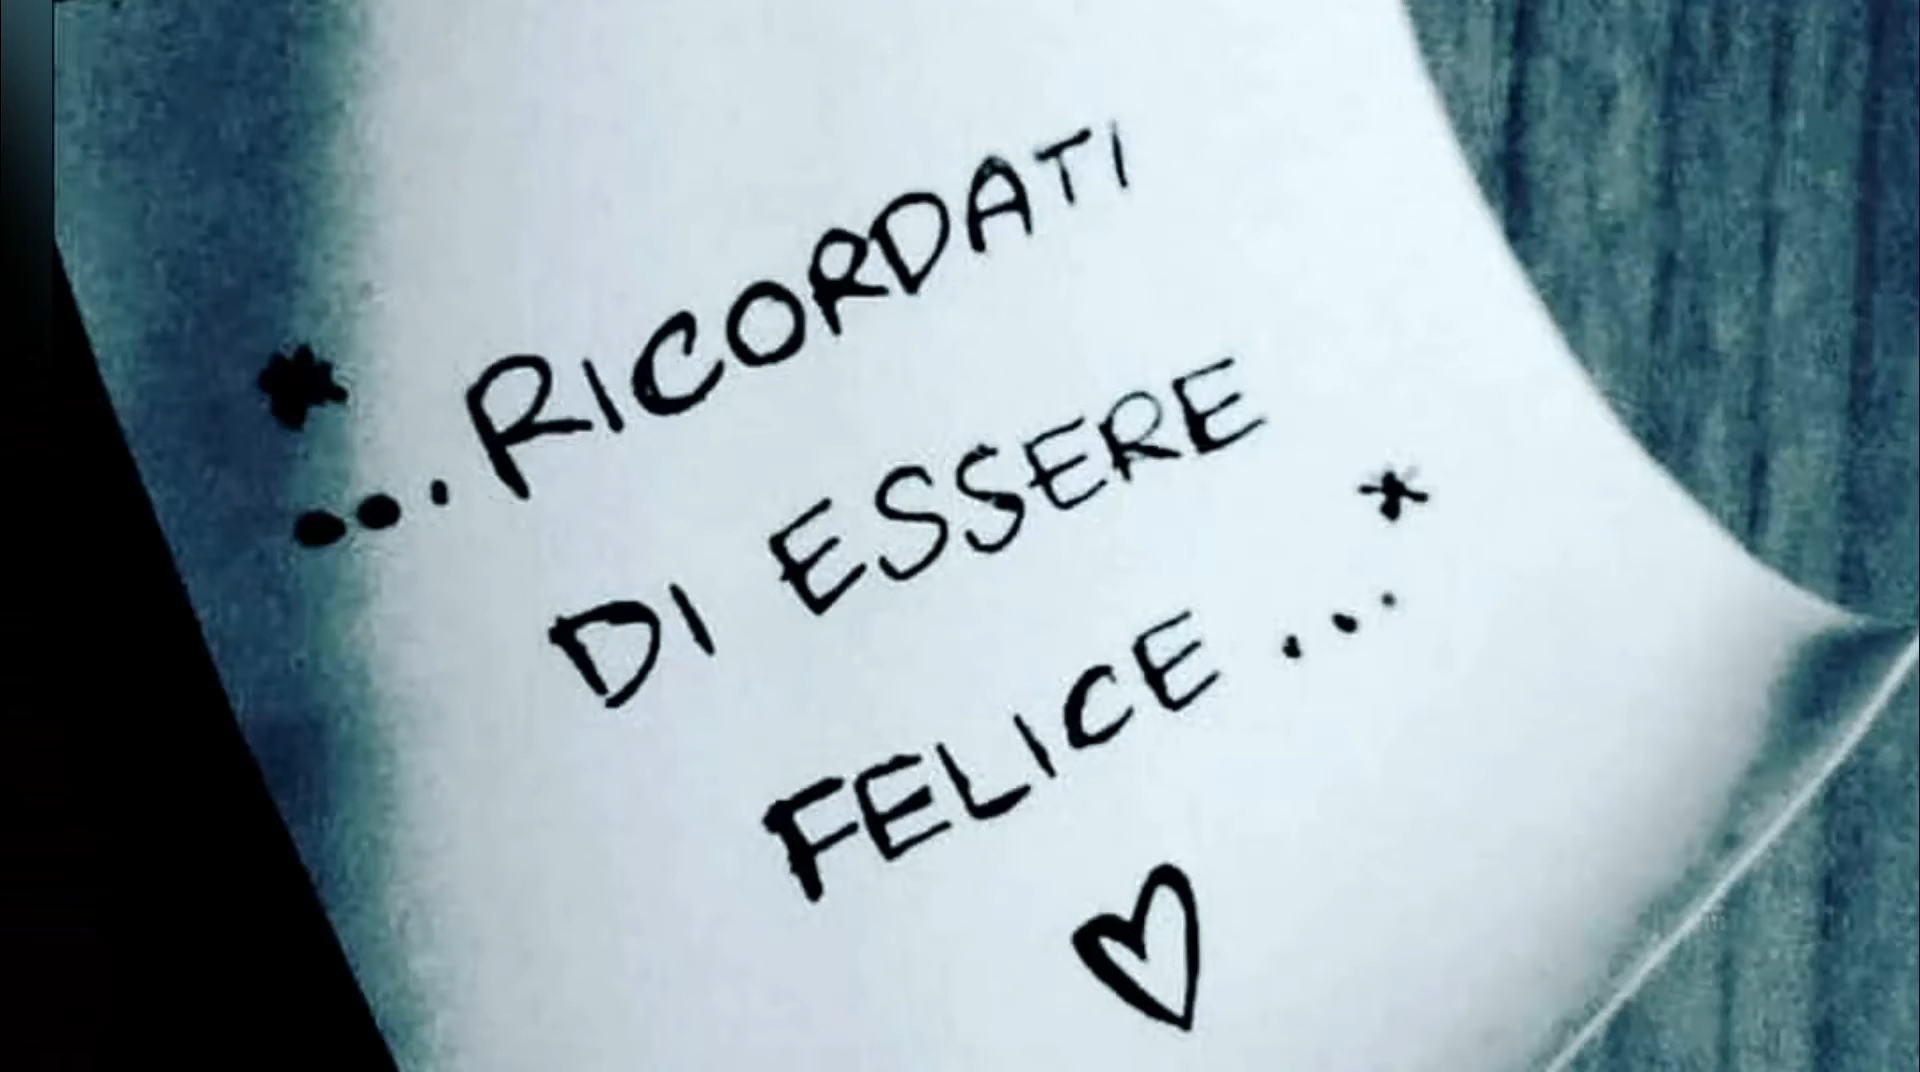 * ...RICORDATI
DI ESSERE
FELICE... *